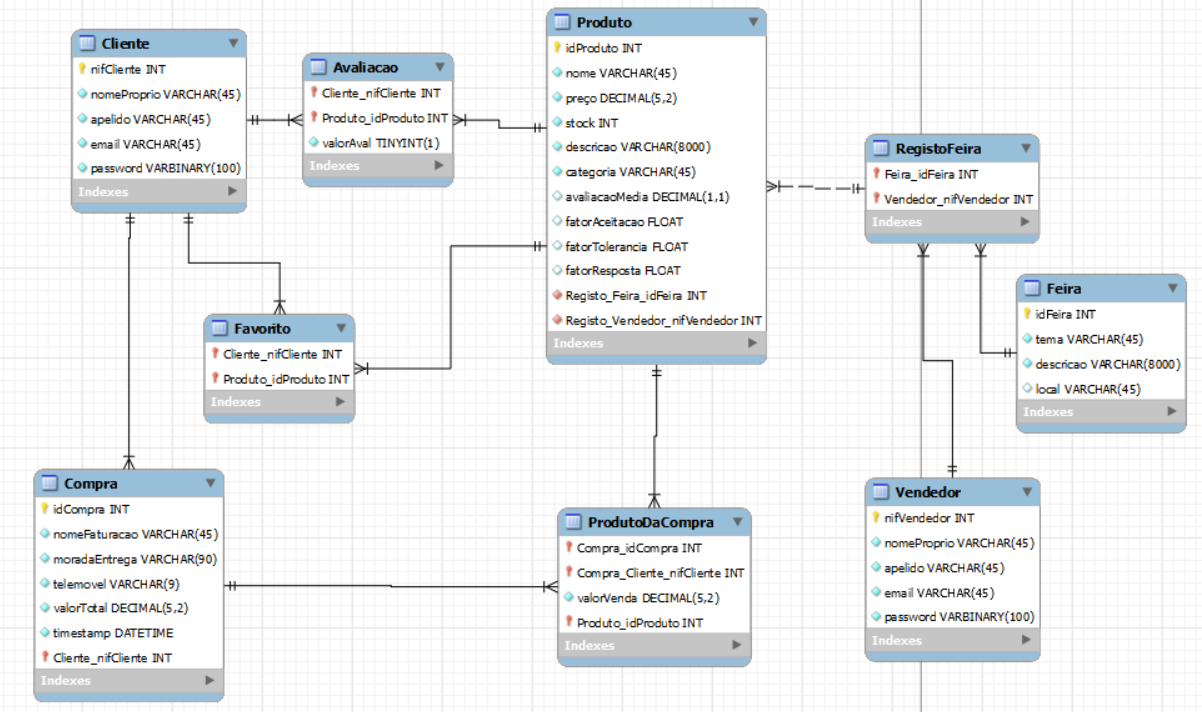 Cliente
nifCliente INT
nomeProprio VARCHAR(45)
apelido VARCHAR(45)
email VARCHAR(45)
password VARBINARY(100)
Indexes
Avaliacao
Cliente_nifCliente INT
Produto_idProduto INT
valorAval TINYINT(1)
Indexes
Produto
idProduto INT
nome VARCHAR(45)
preço DECIMAL(5,2)
stock INT
descricao VARCHAR(8000)
categoria VARCHAR(45)
avaliacaoMedia DECIMAL(1,1)
fatorAceitacao FLOAT
fatorTolerancia FLOAT
fatorResposta FLOAT
Registo_Feira_idFeira INT
Registo_Vendedor_nifVendedor INT
Indexes
RegistoFeira
Feira_idFeira INT
Vendedor_nifVendedor INT
Indexes
Feira
idFeira INT
tema VARCHAR(45)
descricao VARCHAR(8000)
local VARCHAR(45)
Indexes
Favorito
Cliente_nifCliente INT
Produto_idProduto INT
Indexes
Compra
idCompra INT
nomeFaturacao VARCHAR(45)
moradaEntrega VARCHAR(90)
telemovel VARCHAR(9)
valorTotal DECIMAL(5,2)
timestamp DATETIME
Cliente_nifCliente INT
Indexes
ProdutoDaCompra
Compra_idCompra INT
Compra_Cliente_nifCliente INT
valorVenda DECIMAL(5,2)
Produto_idProduto INT
Indexes
Vendedor
nifVendedor INT
nomeProprio VARCHAR(45)
apelido VARCHAR(45)
email VARCHAR(45)
password VARBINARY(100)
Indexes